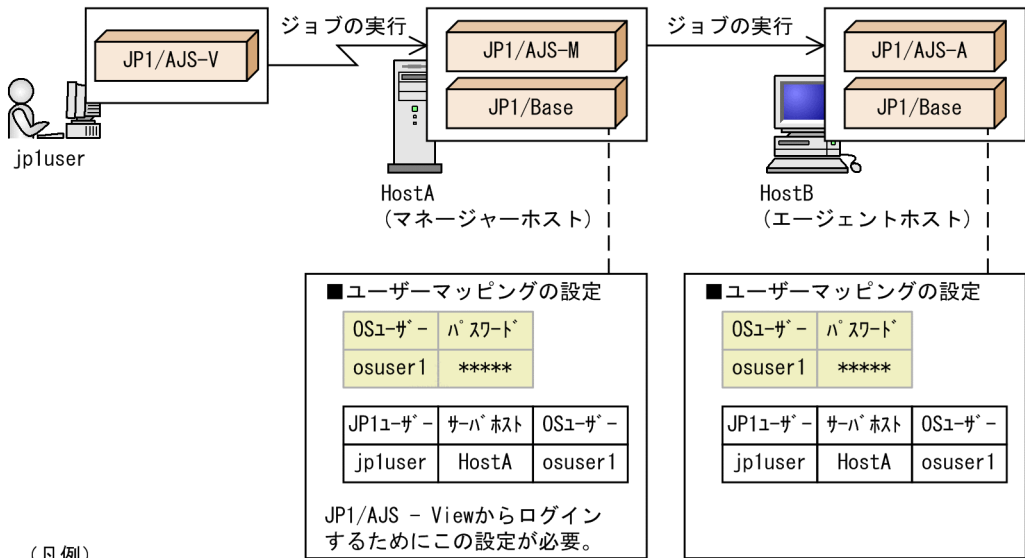 ジョブの実行
ジョブの実行
JP1/AJS-V
JP1/AJS-M
JP1/AJS-A
JP1/Base
JP1/Base
jp1user
HostA
(マネージャーホスト)
HostB
(エージェントホスト)
■ユーザーマッピングの設定
OSユーザー パスワード
osuser1 *****
JP1ユーザー サーバホスト OSユーザー
jp1user HostA osuser1
JP1/AJS - Viewからログイン
するためにこの設定が必要。
■ユーザーマッピングの設定
OSユーザー パスワード
osuser1 *****
JP1ユーザー サーバホスト OSユーザー
jp1user HostA osuser1
(凡例)